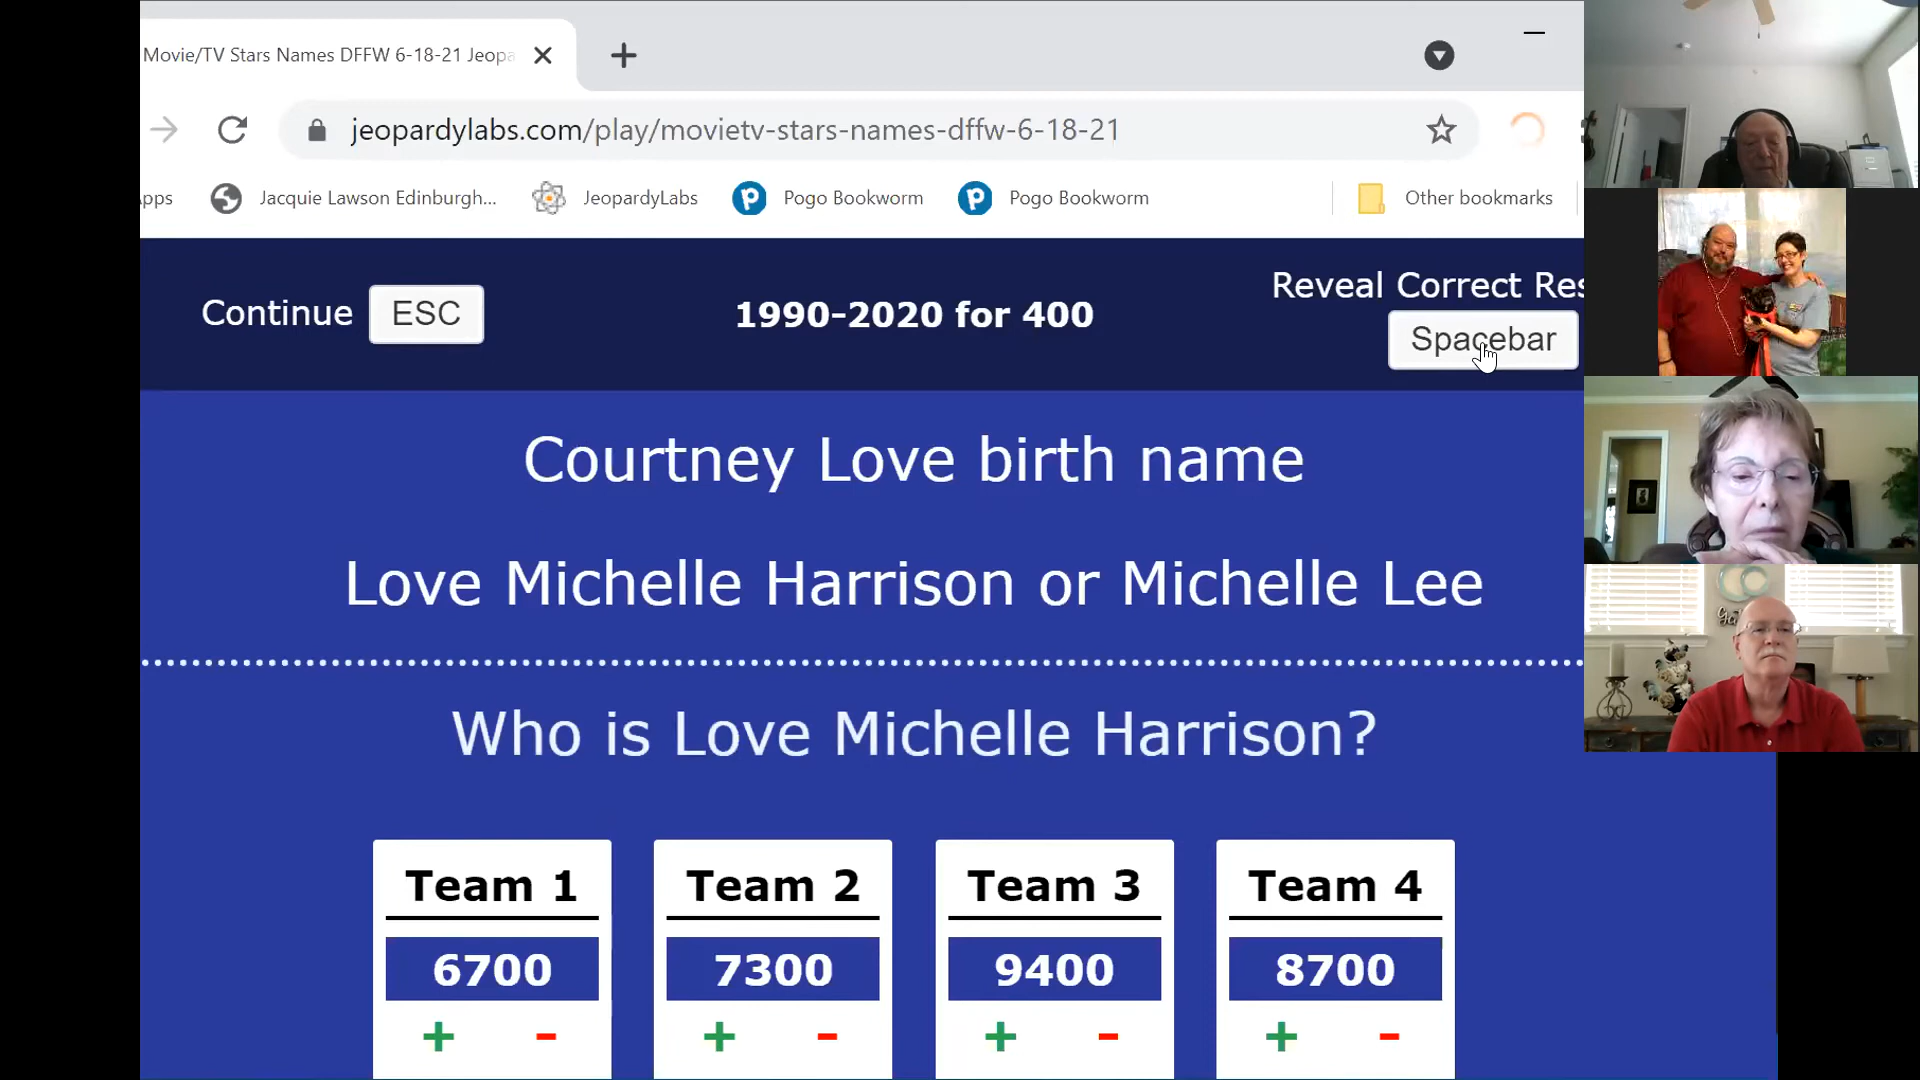 Movie/TV Stars Names DFFW 6-18-21 Jeopa
jeopardylabs.com/play/movietv-stars-names-dffw-6-18-21
pps
Jacquie Lawson Edinburgh...
JeopardyLabs
Pogo Bookworm
Pogo Bookworm
Other bookmarks
Continue ESC
1990-2020 for 400
Reveal Correct Res
Spacebar
Courtney Love birth name
Love Michelle Harrison or Michelle Lee
Who is Love Michelle Harrison?
Team 1 Team 2 Team 3 Team 4
6700 7300 9400 8700
+ - + - + - + -